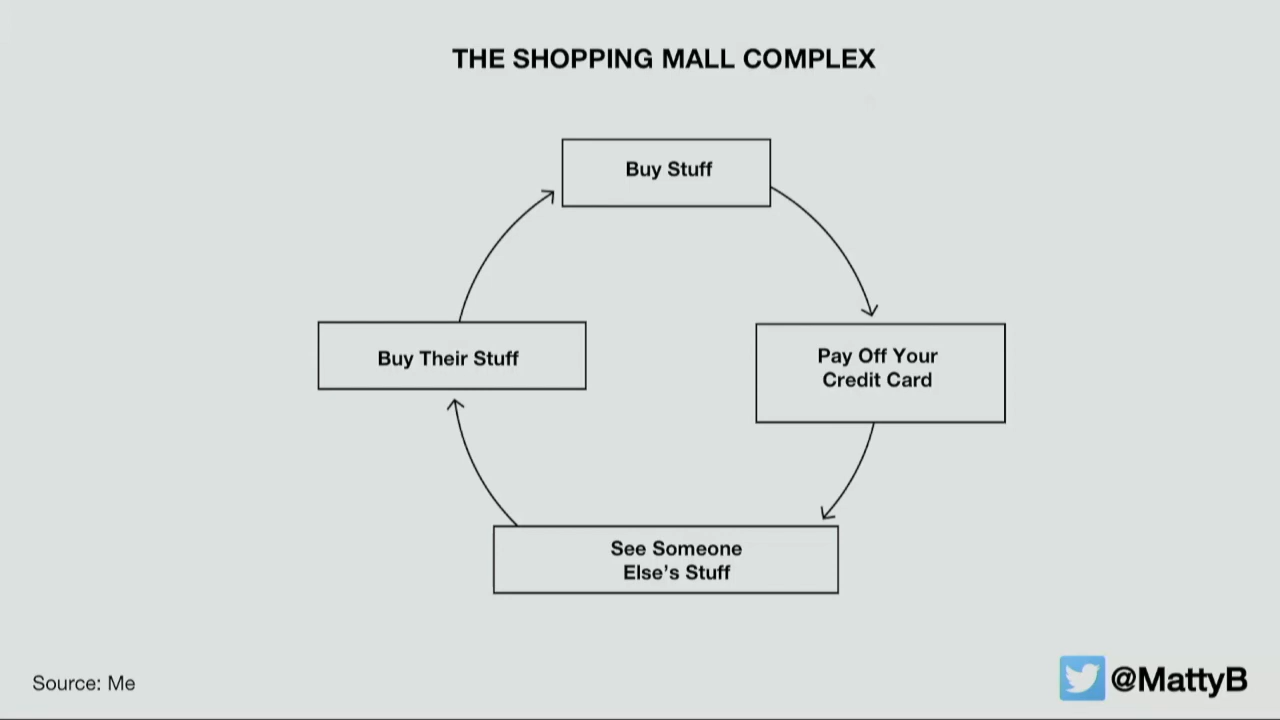 THE SHOPPING MALL COMPLEX
Buy Stuff
Buy Their Stuff
Pay Off Your
Credit Card
See Someone
Else’s Stuff
Source: Me
@MattyB